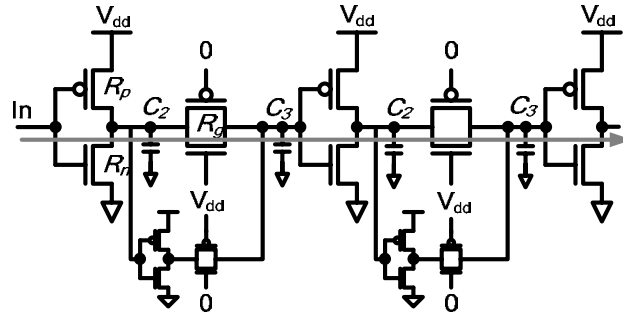 Vdd Vdd Vdd
0 0
Rp C2 C3 C2 C3
In Rg
Rn
Vdd Vdd
0 0